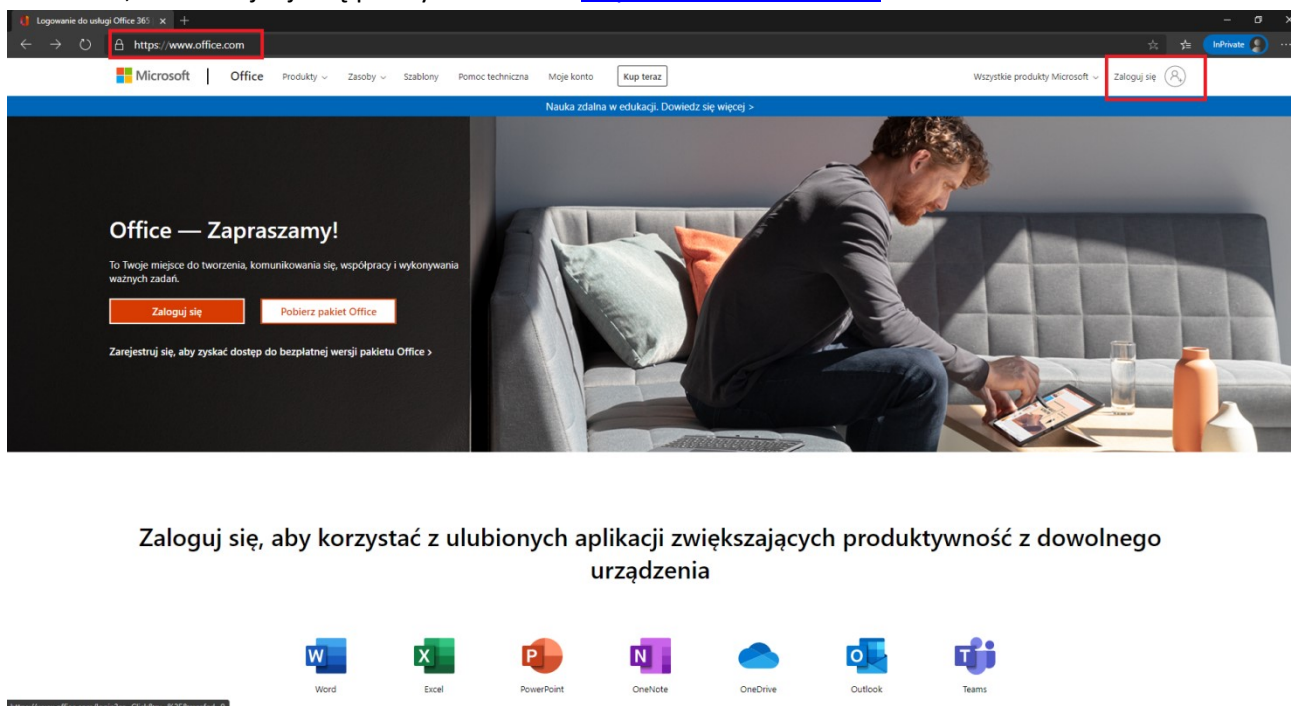 Logowanie do usługi Office 365
https://www.office.com
InPrivate
Microsoft | Office Produkty Zasoby Szablony Pomoc techniczna Moje konto Kup teraz Wszystkie produkty Microsoft Zaloguj się
Nauka zdalna w edukacji. Dowiedz się więcej >
Office — Zapraszamy!
To Twoje miejsce do tworzenia, komunikowania się, współpracy i wykonywania
ważnych zadań.
Zaloguj się Pobierz pakiet Office
Zarejestruj się, aby zyskać dostęp do bezpłatnej wersji pakietu Office >
Zaloguj się, aby korzystać z ulubionych aplikacji zwiększających produktywność z dowolnego
urządzenia
Word Excel PowerPoint OneNote OneDrive Outlook Teams